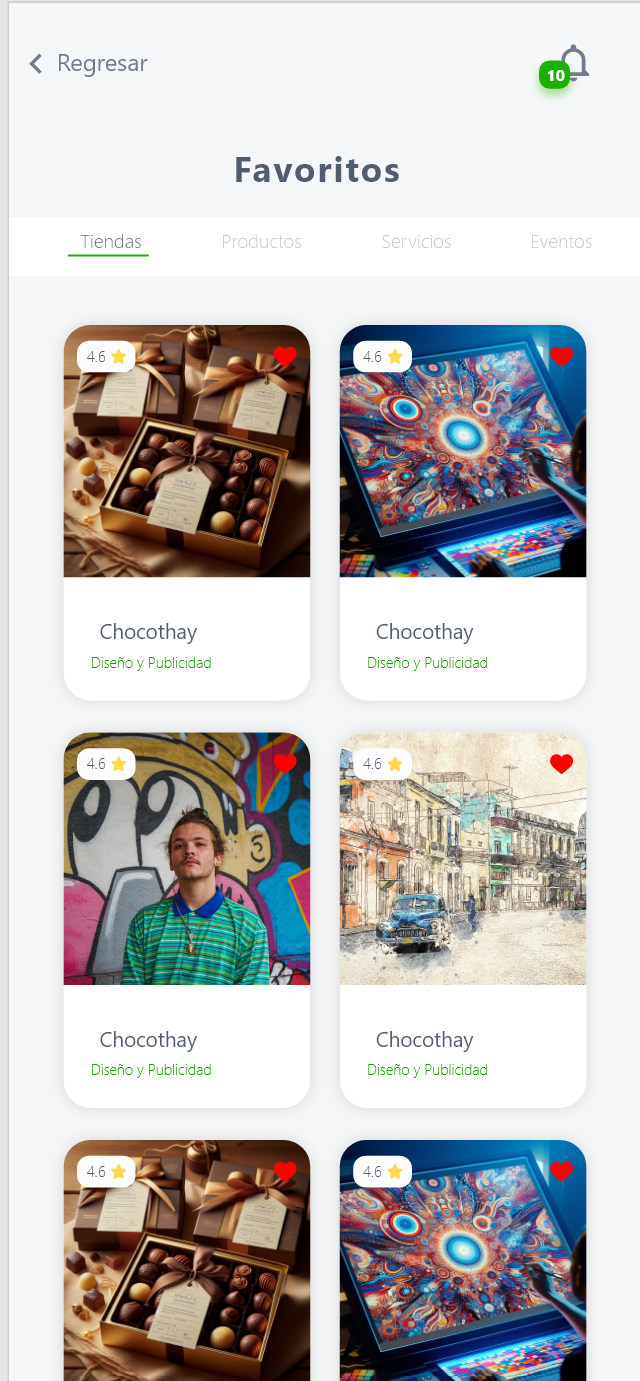 Regresar
10
Favoritos
Tiendas Productos Servicios Eventos
4.6 4.6
Chocothay Chocothay
Diseño y Publicidad Diseño y Publicidad
4.6 4.6
Chocothay Chocothay
Diseño y Publicidad Diseño y Publicidad
4.6 4.6